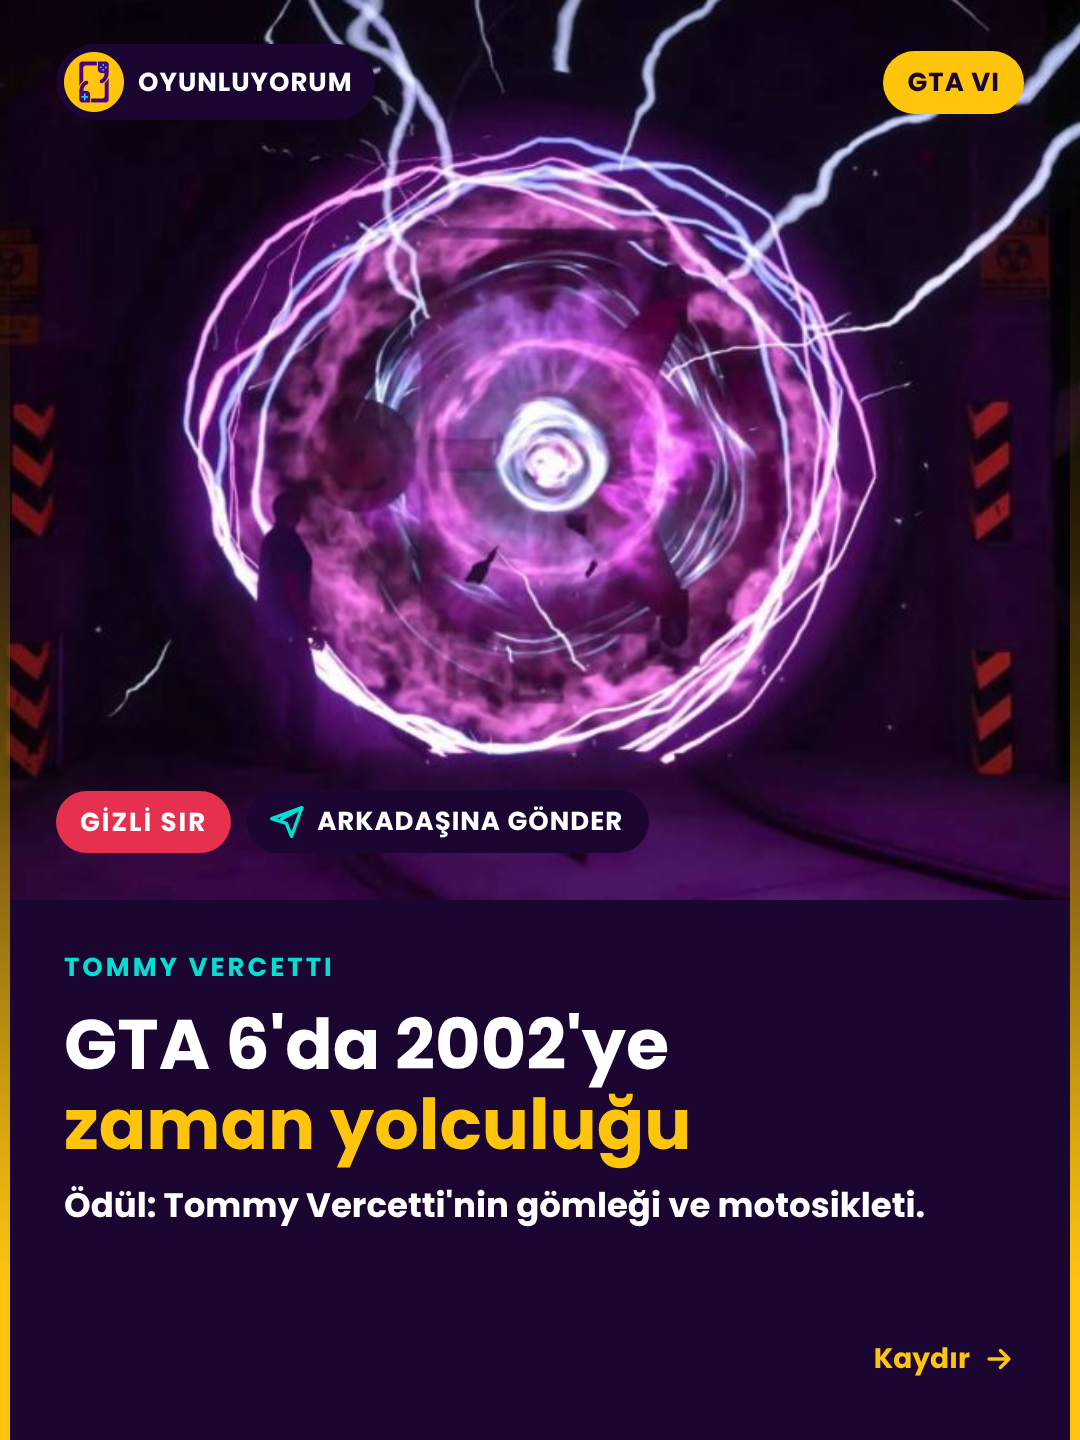 OYUNLUYORUM
GTA VI
GİZLİ SIR
ARKADAŞINA GÖNDER
TOMMY VERCETTI
GTA 6'da 2002'ye
zaman yolculuğu
Ödül: Tommy Vercetti'nin gömleği ve motosikleti.
Kaydır →